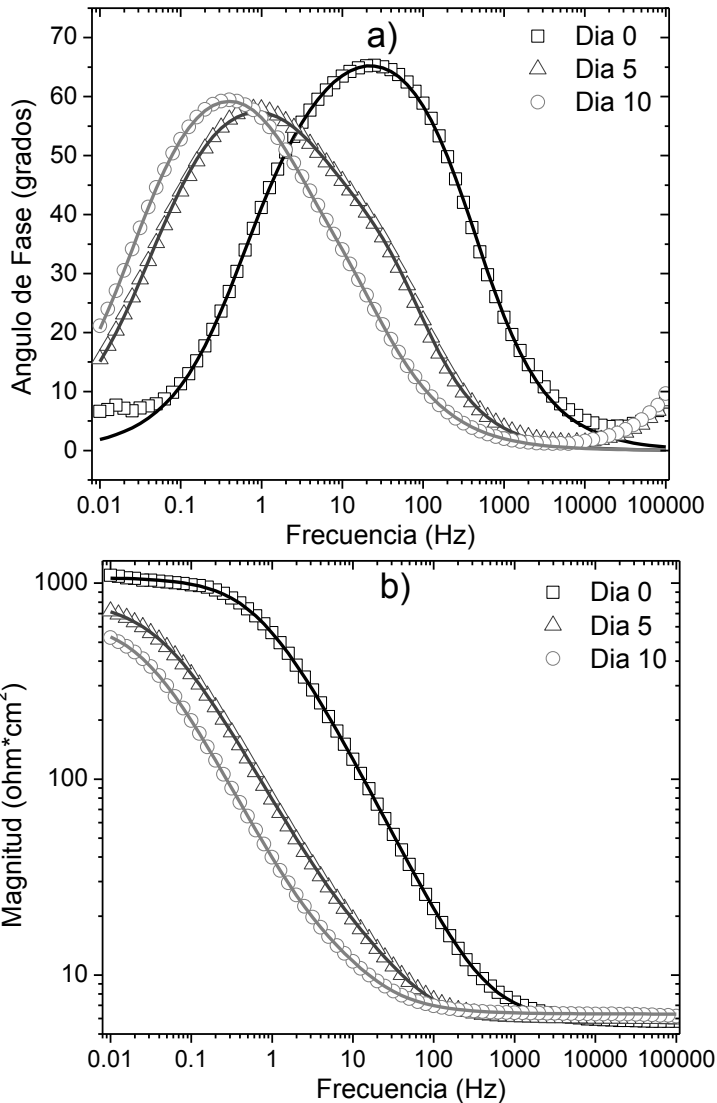 a)
Dia 0
Dia 5
Dia 10
Angulo de Fase (grados)
70
60
50
40
30
20
10
0
0.01 0.1 1 10 100 1000 10000 100000
Frecuencia (Hz)
b)
Dia 0
Dia 5
Dia 10
Magnitud (ohm*cm²)
1000
100
10
0.01 0.1 1 10 100 1000 10000 100000
Frecuencia (Hz)